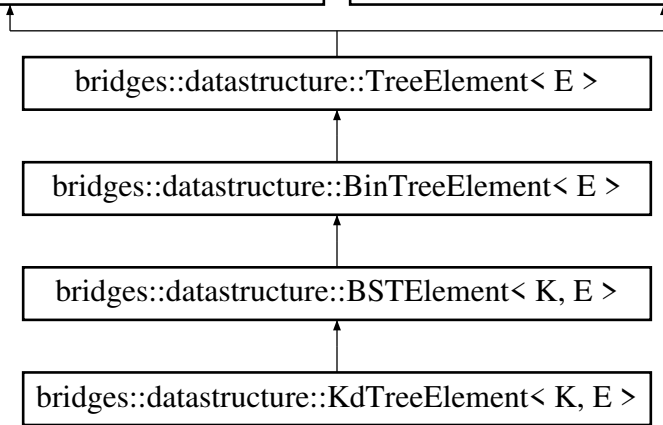 bridges::datastructure::TreeElement< E >
bridges::datastructure::BinTreeElement< E >
bridges::datastructure::BSTElement< K, E >
bridges::datastructure::KdTreeElement< K, E >